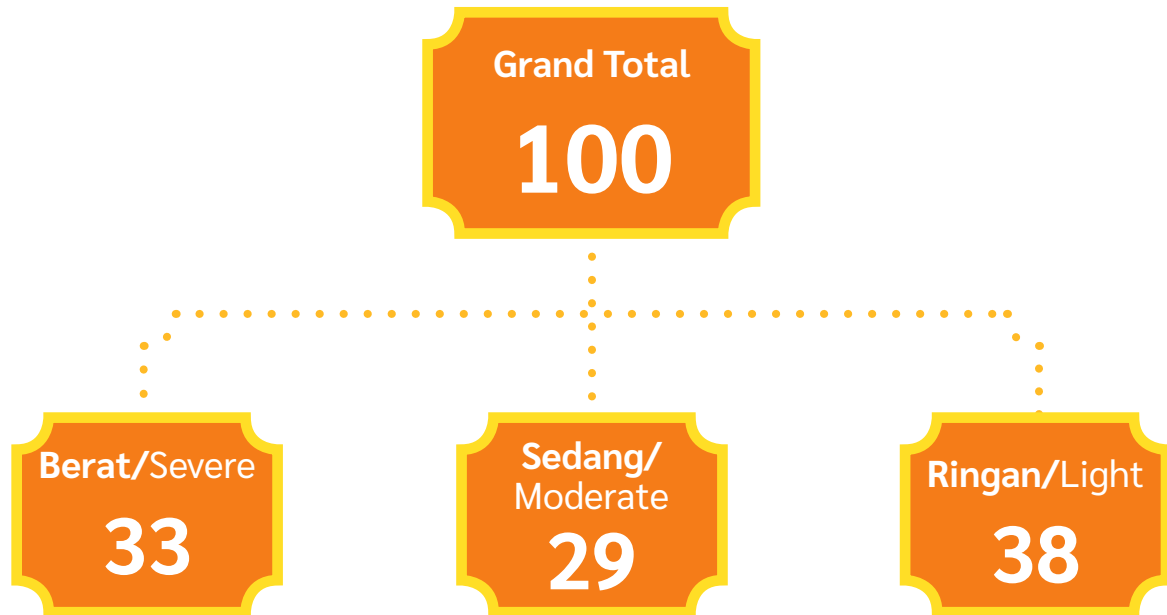 Grand Total
100
Berat/Severe
33
Sedang/
Moderate
29
Ringan/Light
38